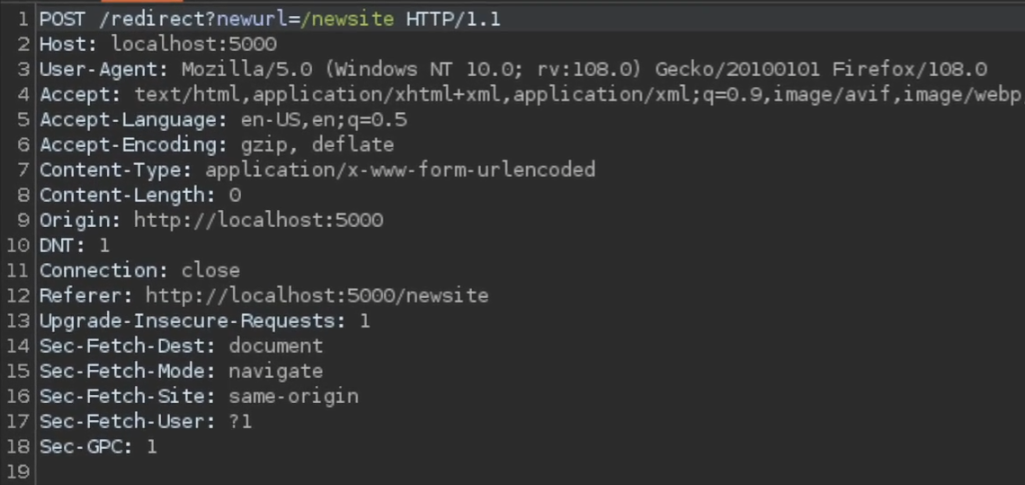 1 POST /redirect?newurl=/newsite HTTP/1.1
2 Host: localhost:5000
3 User-Agent: Mozilla/5.0 (Windows NT 10.0; rv:108.0) Gecko/20100101 Firefox/108.0
4 Accept: text/html,application/xhtml+xml,application/xml;q=0.9,image/avif,image/webp
5 Accept-Language: en-US,en;q=0.5
6 Accept-Encoding: gzip, deflate
7 Content-Type: application/x-www-form-urlencoded
8 Content-Length: 0
9 Origin: http://localhost:5000
10 DNT: 1
11 Connection: close
12 Referer: http://localhost:5000/newsite
13 Upgrade-Insecure-Requests: 1
14 Sec-Fetch-Dest: document
15 Sec-Fetch-Mode: navigate
16 Sec-Fetch-Site: same-origin
17 Sec-Fetch-User: ?1
18 Sec-GPC: 1
19